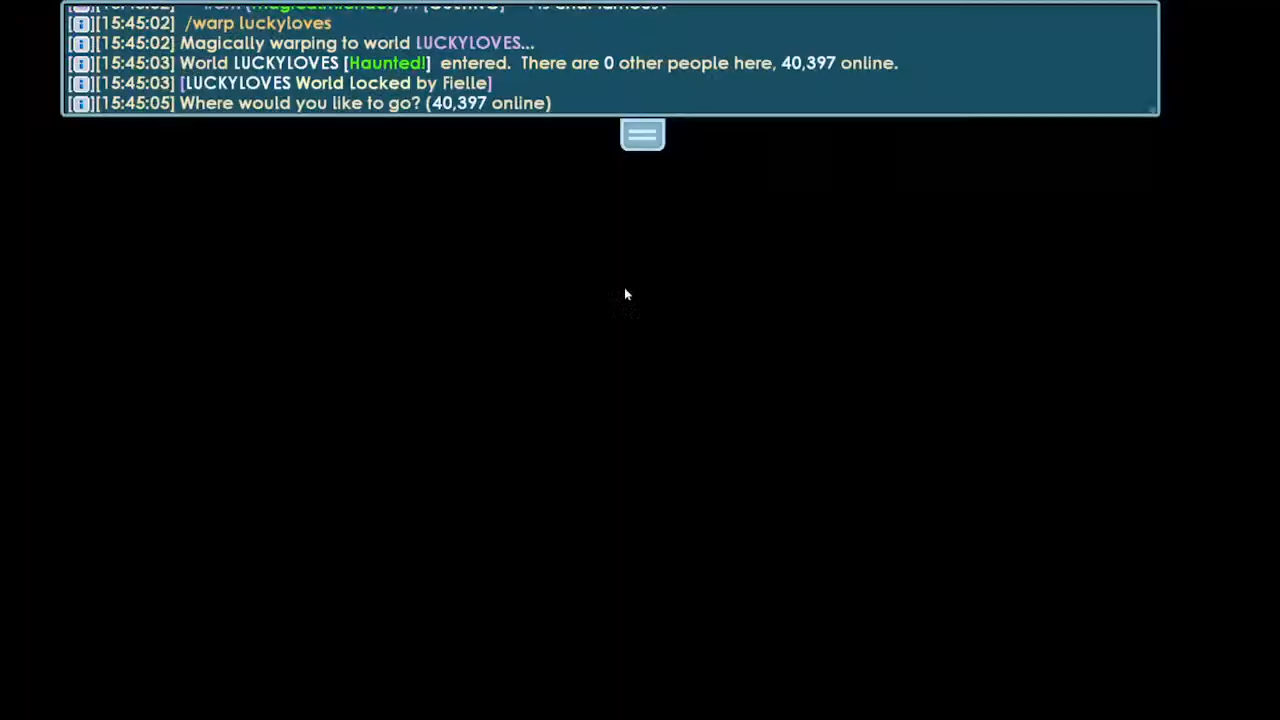 [i][15:45:02] /warp luckyloves
[i][15:45:02] Magically warping to world LUCKYLOVES...
[i][15:45:03] World LUCKYLOVES [Haunted!] entered. There are 0 other people here, 40,397 online.
[i][15:45:03] [LUCKYLOVES World Locked by Fielle]
[i][15:45:05] Where would you like to go? (40,397 online)